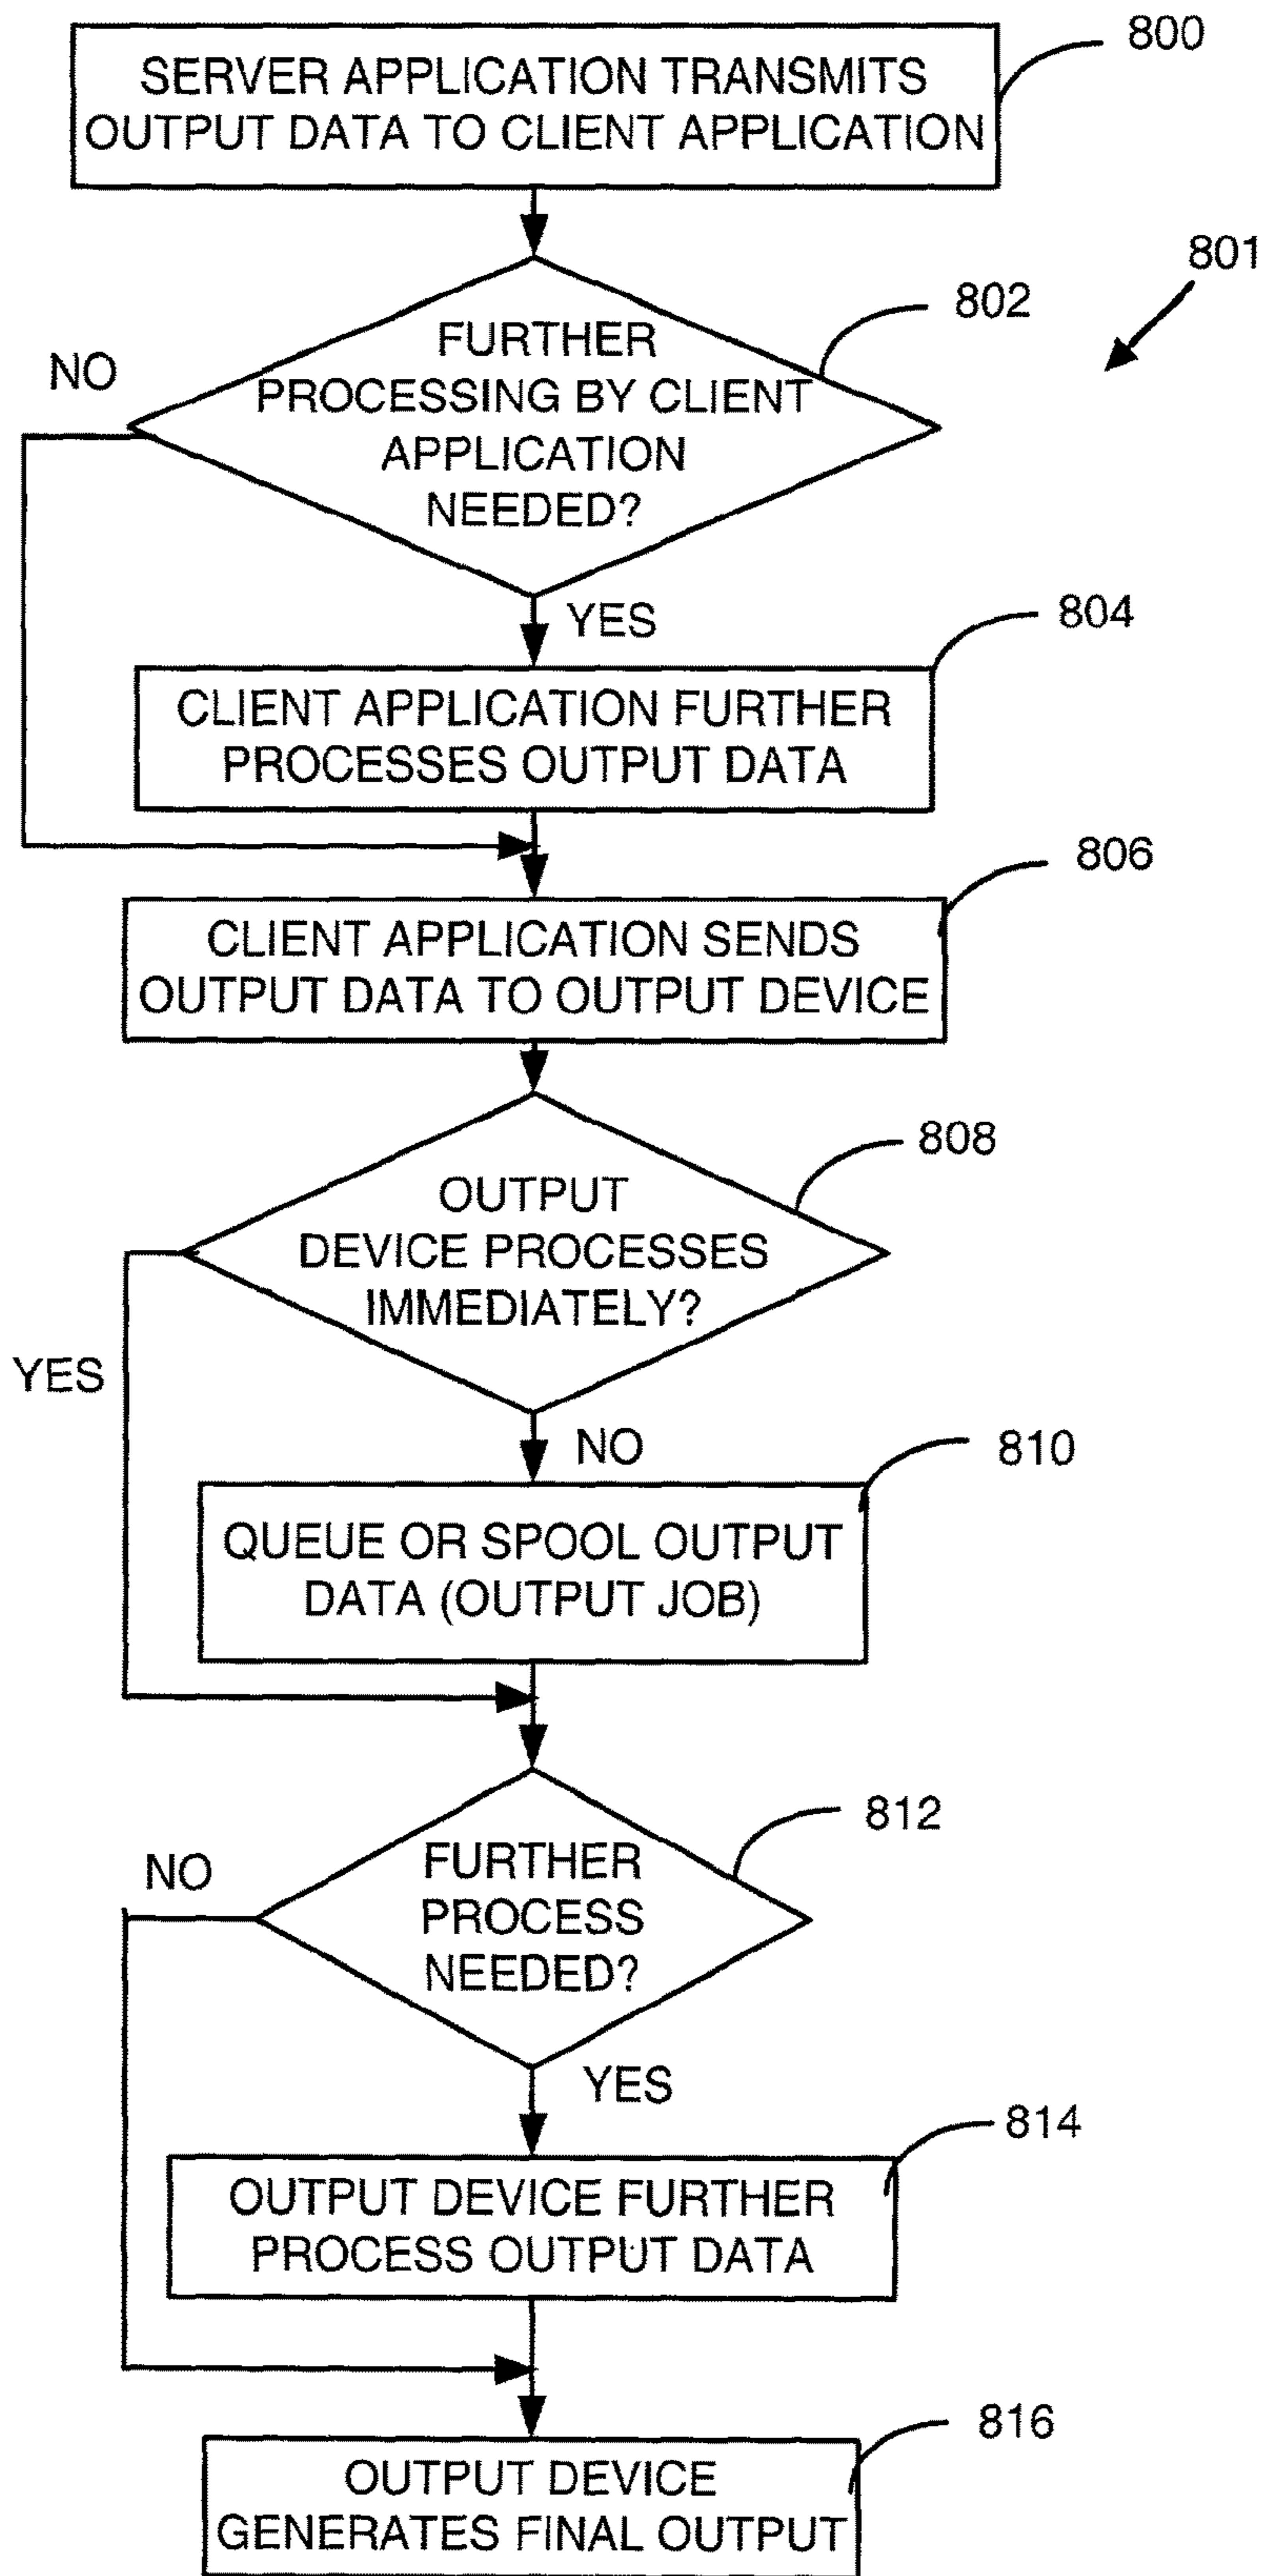 800
SERVER APPLICATION TRANSMITS
OUTPUT DATA TO CLIENT APPLICATION
801
802
FURTHER
PROCESSING BY CLIENT
APPLICATION
NEEDED?
NO
YES
804
CLIENT APPLICATION FURTHER
PROCESSES OUTPUT DATA
806
CLIENT APPLICATION SENDS
OUTPUT DATA TO OUTPUT DEVICE
808
OUTPUT
DEVICE PROCESSES
IMMEDIATELY?
YES
NO
810
QUEUE OR SPOOL OUTPUT
DATA (OUTPUT JOB)
812
FURTHER
PROCESS
NEEDED?
NO
YES
814
OUTPUT DEVICE FURTHER
PROCESS OUTPUT DATA
816
OUTPUT DEVICE
GENERATES FINAL OUTPUT